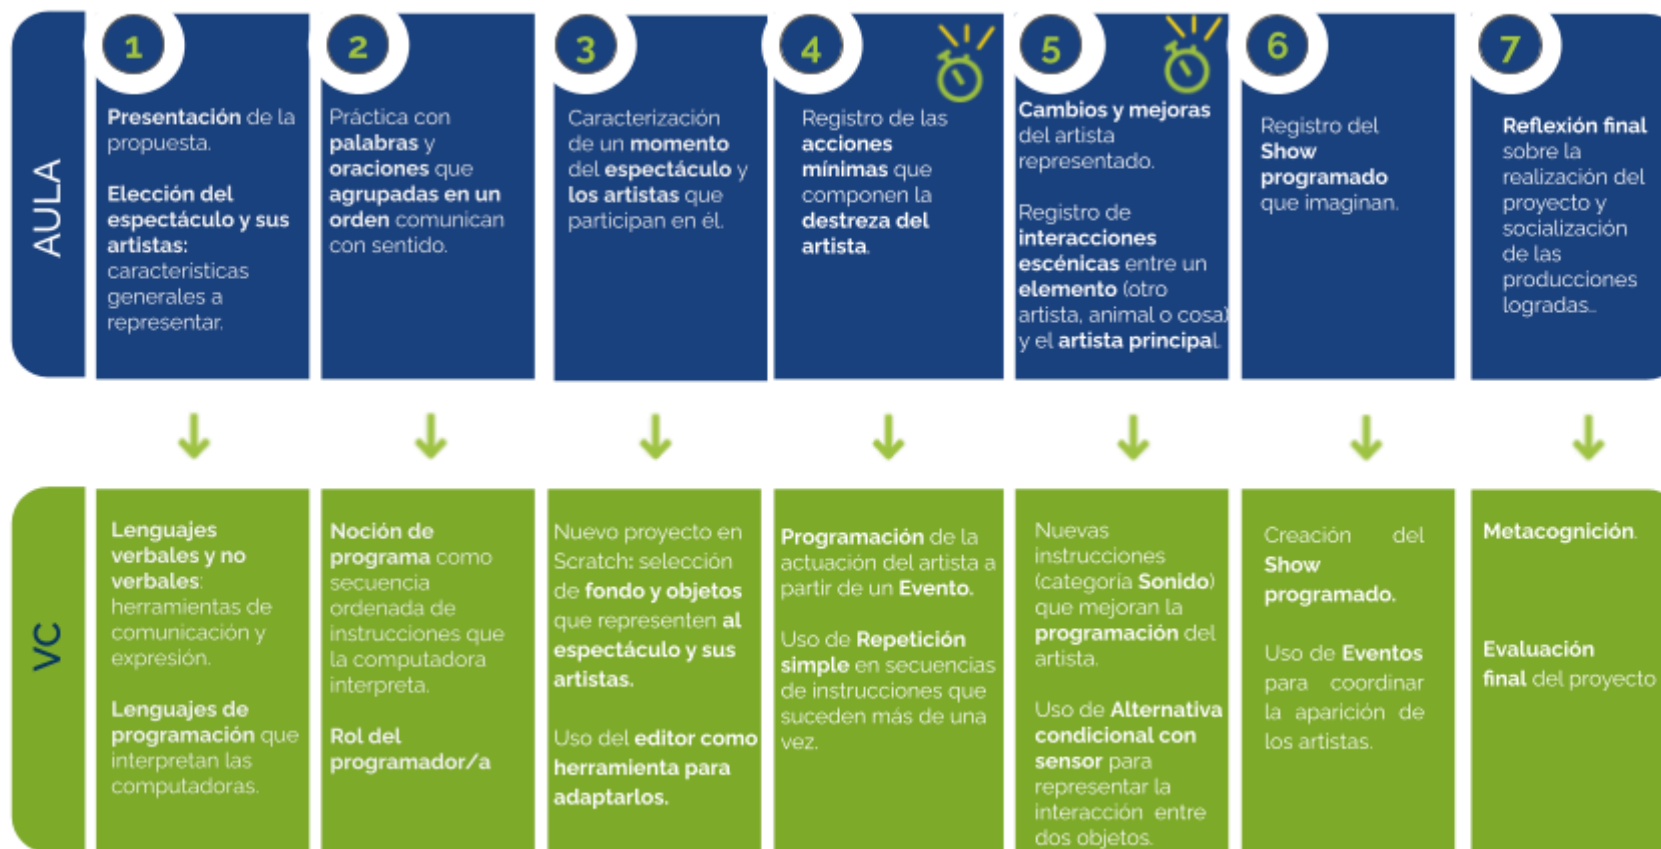 AULA
1
Presentación de la
propuesta.
Elección del
espectáculo y sus
artistas:
características
generales a
representar.
2
Práctica con
palabras y
oraciones que
agrupadas en un
orden comunican
con sentido.
3
Caracterización
de un momento
del espectáculo y
los artistas que
participan en él.
4
Registro de las
acciones
mínimas que
componen la
destreza del
artista.
5
Cambios y mejoras
del artista
representado.
Registro de
interacciones
escénicas entre un
elemento (otro
artista, animal o cosa)
y el artista principal.
6
Registro del
Show
programado
que imaginan.
7
Reflexión final
sobre la
realización del
proyecto y
socialización
de las
producciones
logradas...
VC
Lenguajes
verbales y no
verbales:
herramientas de
comunicación y
expresión.
Lenguajes de
programación que
interpretan las
computadoras.
Noción de
programa como
secuencia
ordenada de
instrucciones que
la computadora
interpreta.
Rol del
programador/a
Nuevo proyecto en
Scratch: selección
de fondo y objetos
que representen al
espectáculo y sus
artistas.
Uso del editor como
herramienta para
adaptarlos.
Programación de la
actuación del artista a
partir de un Evento.
Uso de Repetición
simple en secuencias
de instrucciones que
suceden más de una
vez.
Nuevas
instrucciones
(categoría Sonido)
que mejoran la
programación del
artista.
Uso de Alternativa
condicional con
sensor para
representar la
interacción entre
dos objetos.
Creación del
Show
programado.
Uso de Eventos
para coordinar
la aparición de
los artistas.
Metacognición.
Evaluación
final del proyecto